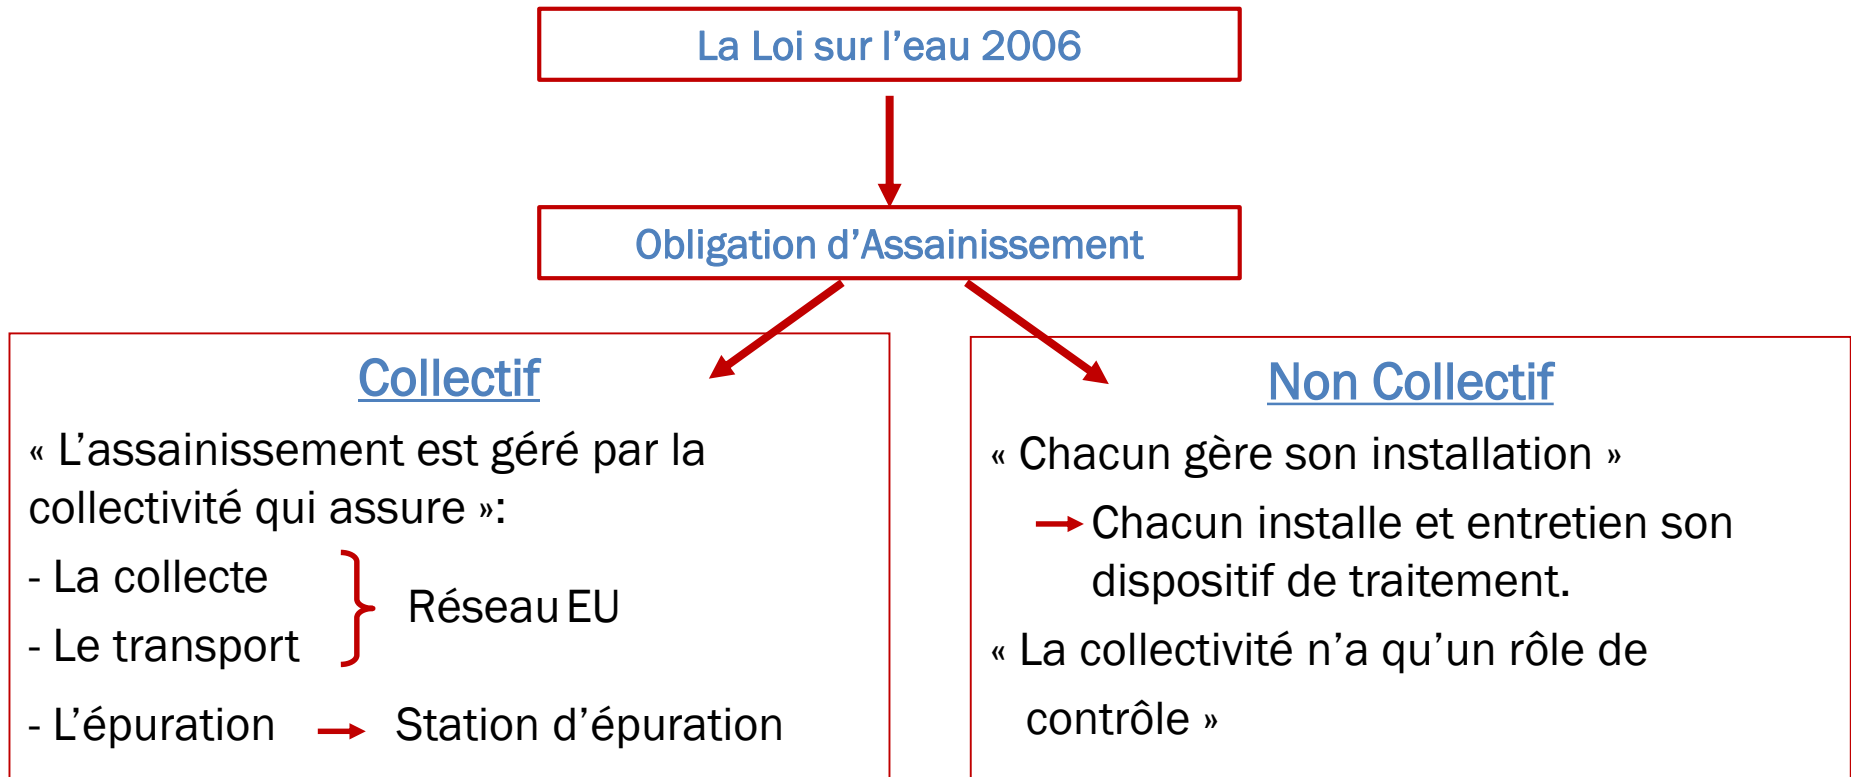 La Loi sur l’eau 2006
Obligation d’Assainissement
Collectif
« L’assainissement est géré par la
collectivité qui assure »:
- La collecte
- Le transport
Réseau EU
- L’épuration
Station d’épuration
Non Collectif
« Chacun gère son installation »
Chacun installe et entretien son
dispositif de traitement.
« La collectivité n’a qu’un rôle de
contrôle »